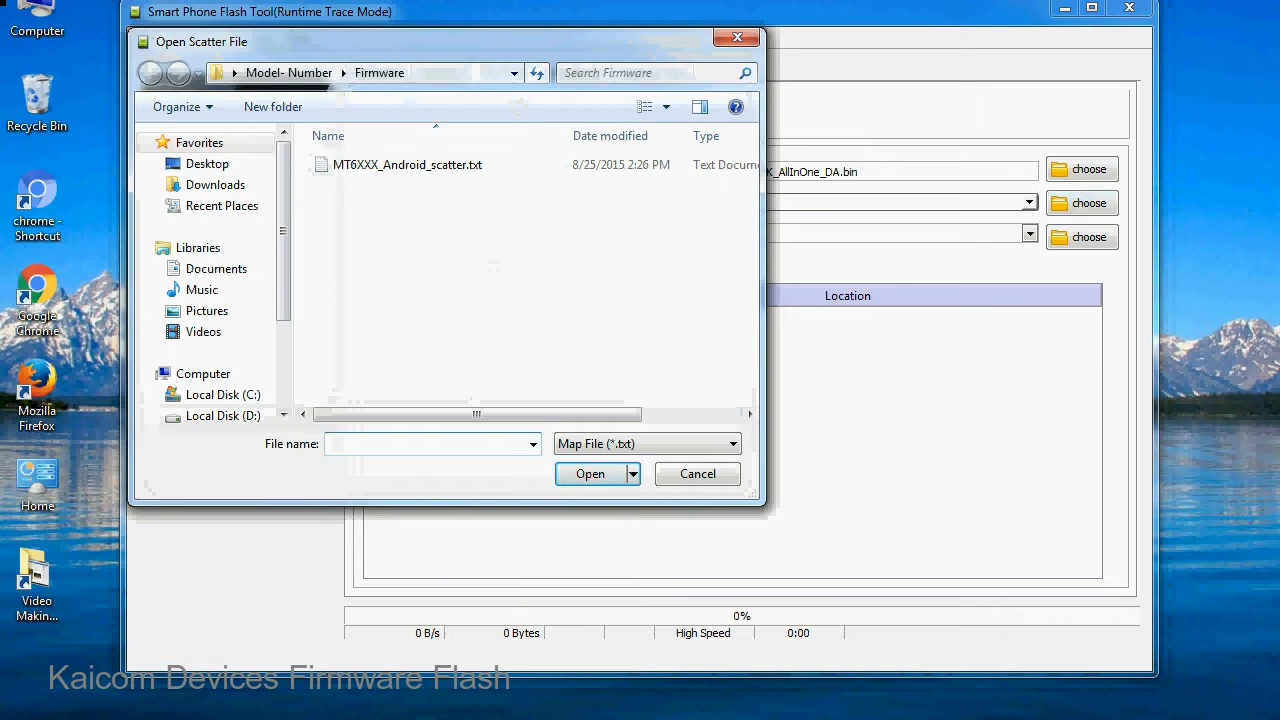 Computer
Recycle Bin
chrome -
Shortcut
Google
Chrome
Mozilla
Firefox
Home
Video
Makin...
Smart Phone Flash Tool(Runtime Trace Mode)
Open Scatter File
Model- Number
Firmware
Search Firmware
Organize
New folder
Name
Date modified
Type
MT6XXX_Android_scatter.txt
8/25/2015 2:26 PM
Text Docum
Favorites
Desktop
Downloads
Recent Places
Libraries
Documents
Music
Pictures
Videos
Computer
Local Disk (C:)
Local Disk (D:)
File name:
Map File (*.txt)
Open
Cancel
K_AllInOne_DA.bin
choose
choose
choose
Location
0%
0 B/s
0 Bytes
High Speed
0:00
Kaicom Devices Firmware Flash